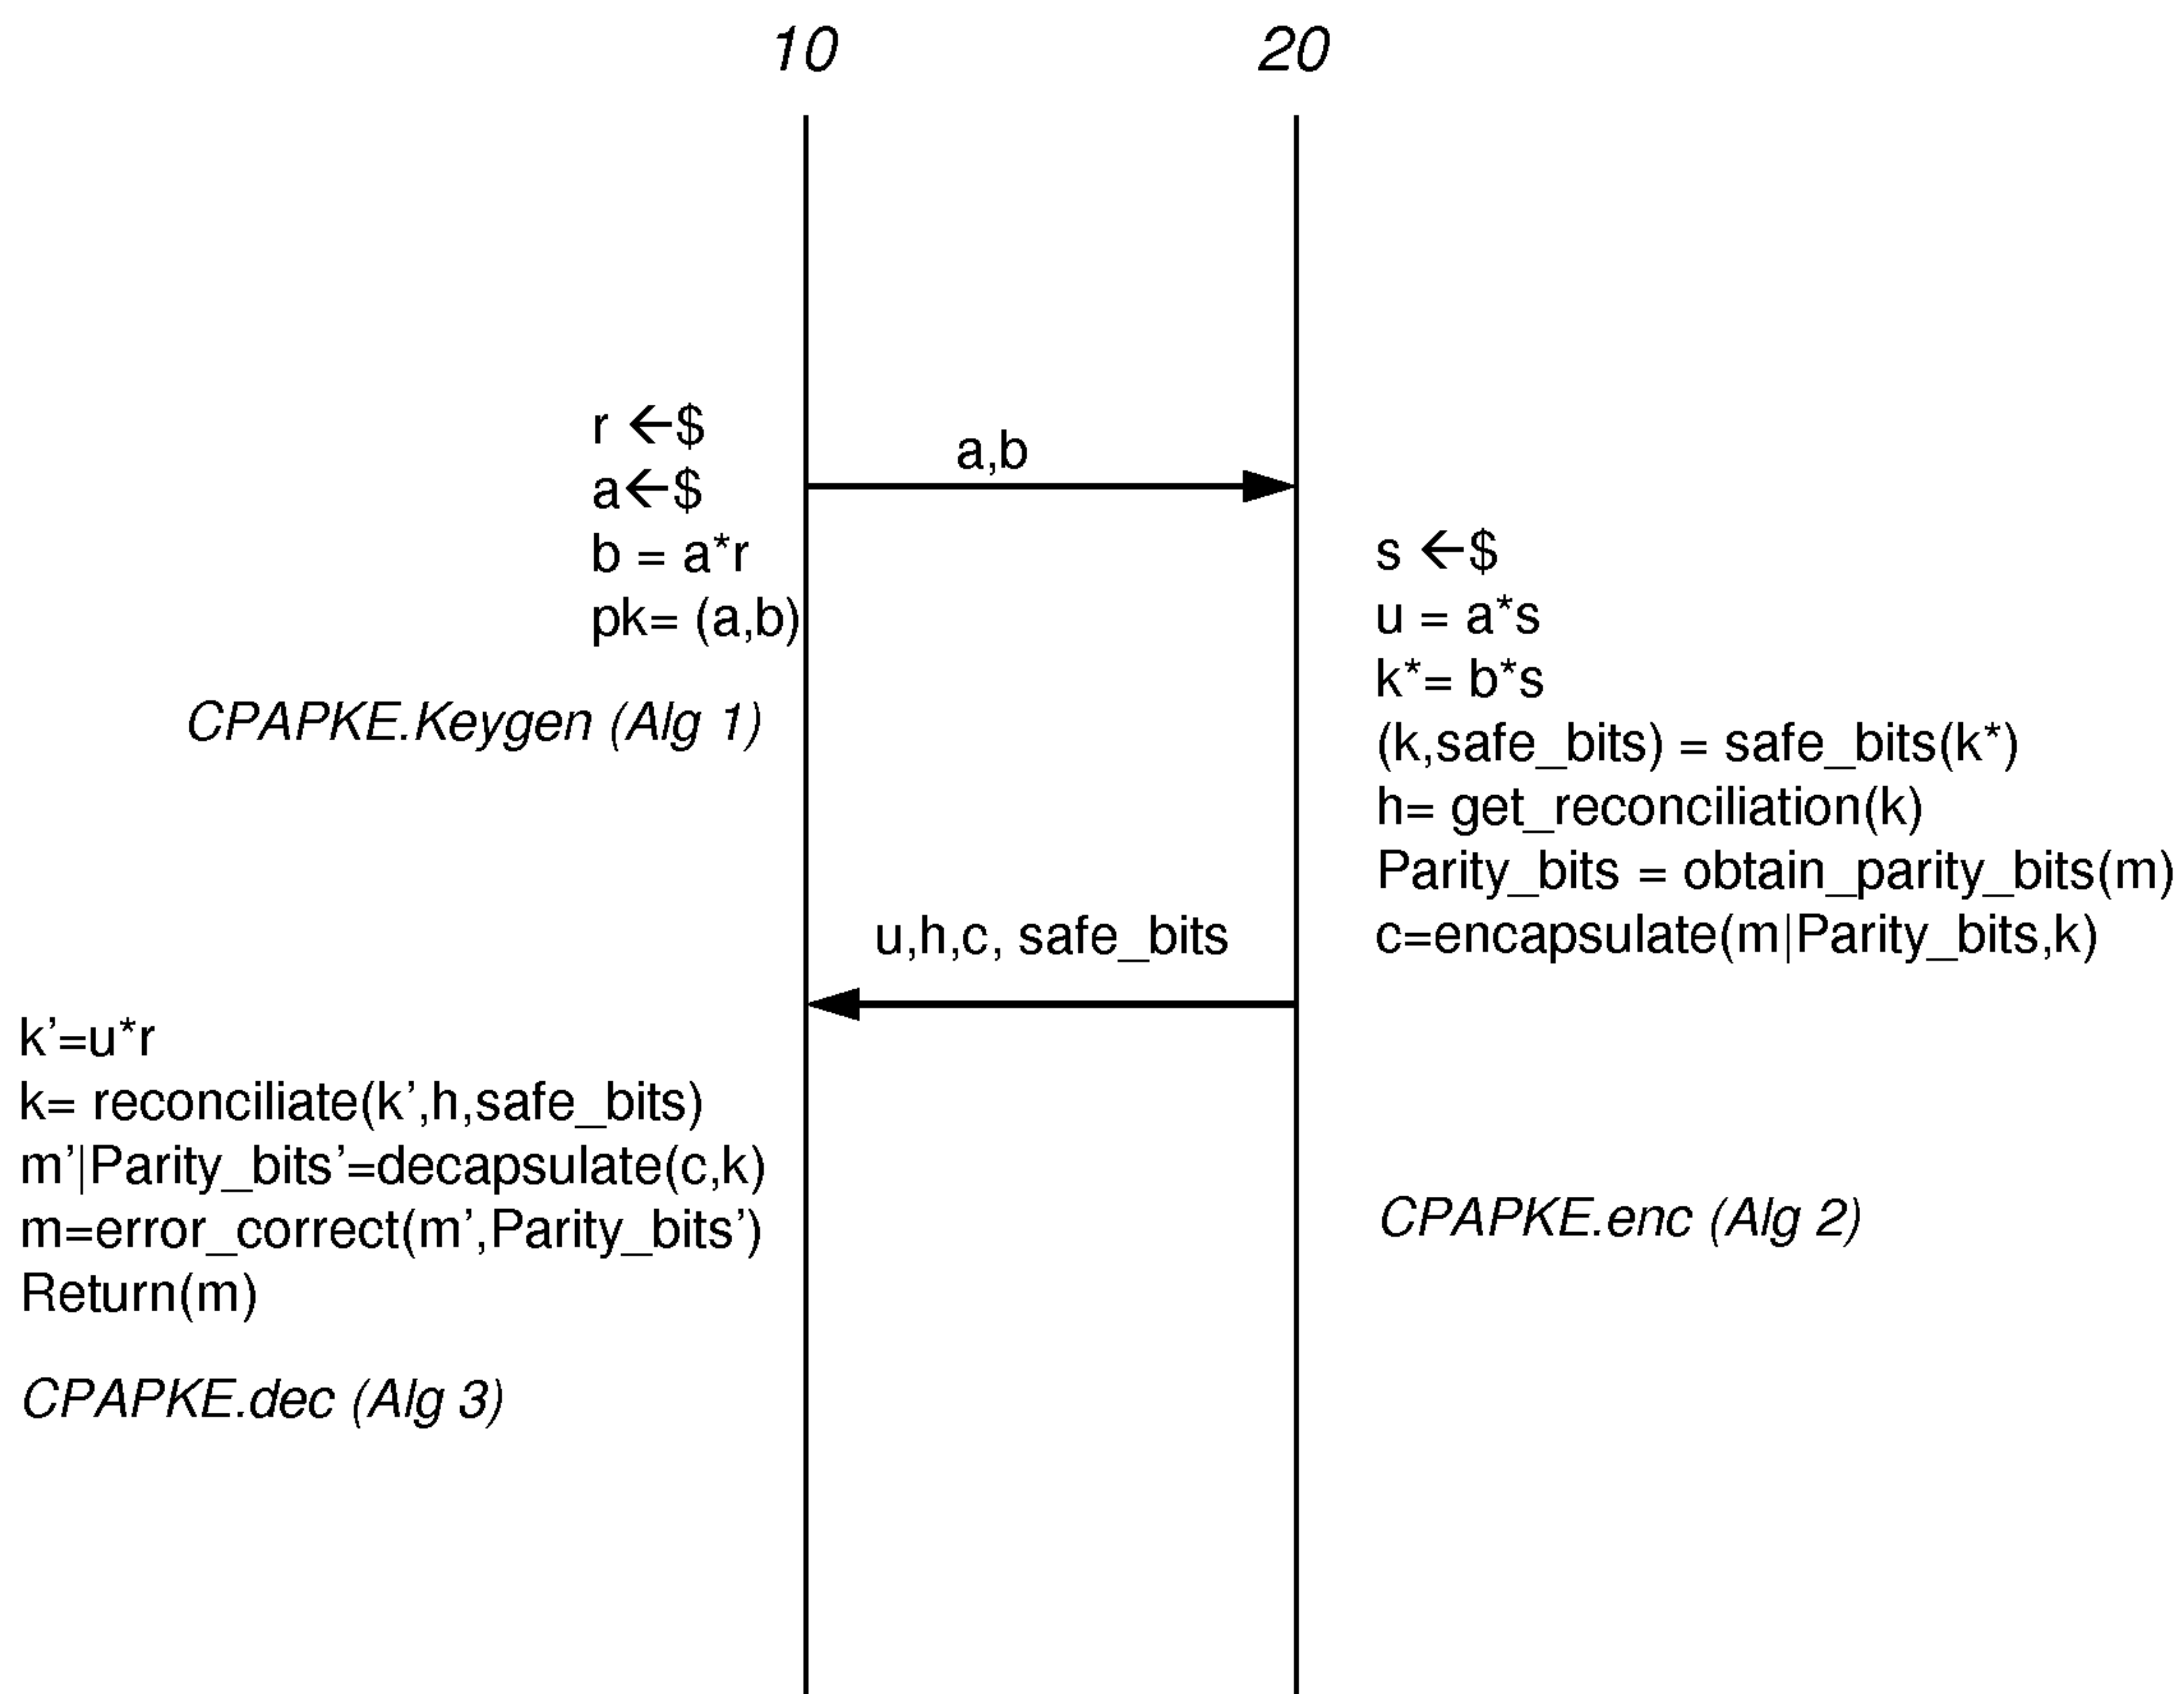 10
20
r ←$
a←$
b = a*r
pk= (a,b)
CPAPKE.Keygen (Alg 1)
a,b
s ←$
u = a*s
k*= b*s
(k,safe_bits) = safe_bits(k*)
h= get_reconciliation(k)
Parity_bits = obtain_parity_bits(m)
c=encapsulate(m|Parity_bits,k)
CPAPKE.enc (Alg 2)
u,h,c, safe_bits
k’=u*r
k= reconciliate(k’,h,safe_bits)
m’|Parity_bits’=decapsulate(c,k)
m=error_correct(m’,Parity_bits’)
Return(m)
CPAPKE.dec (Alg 3)